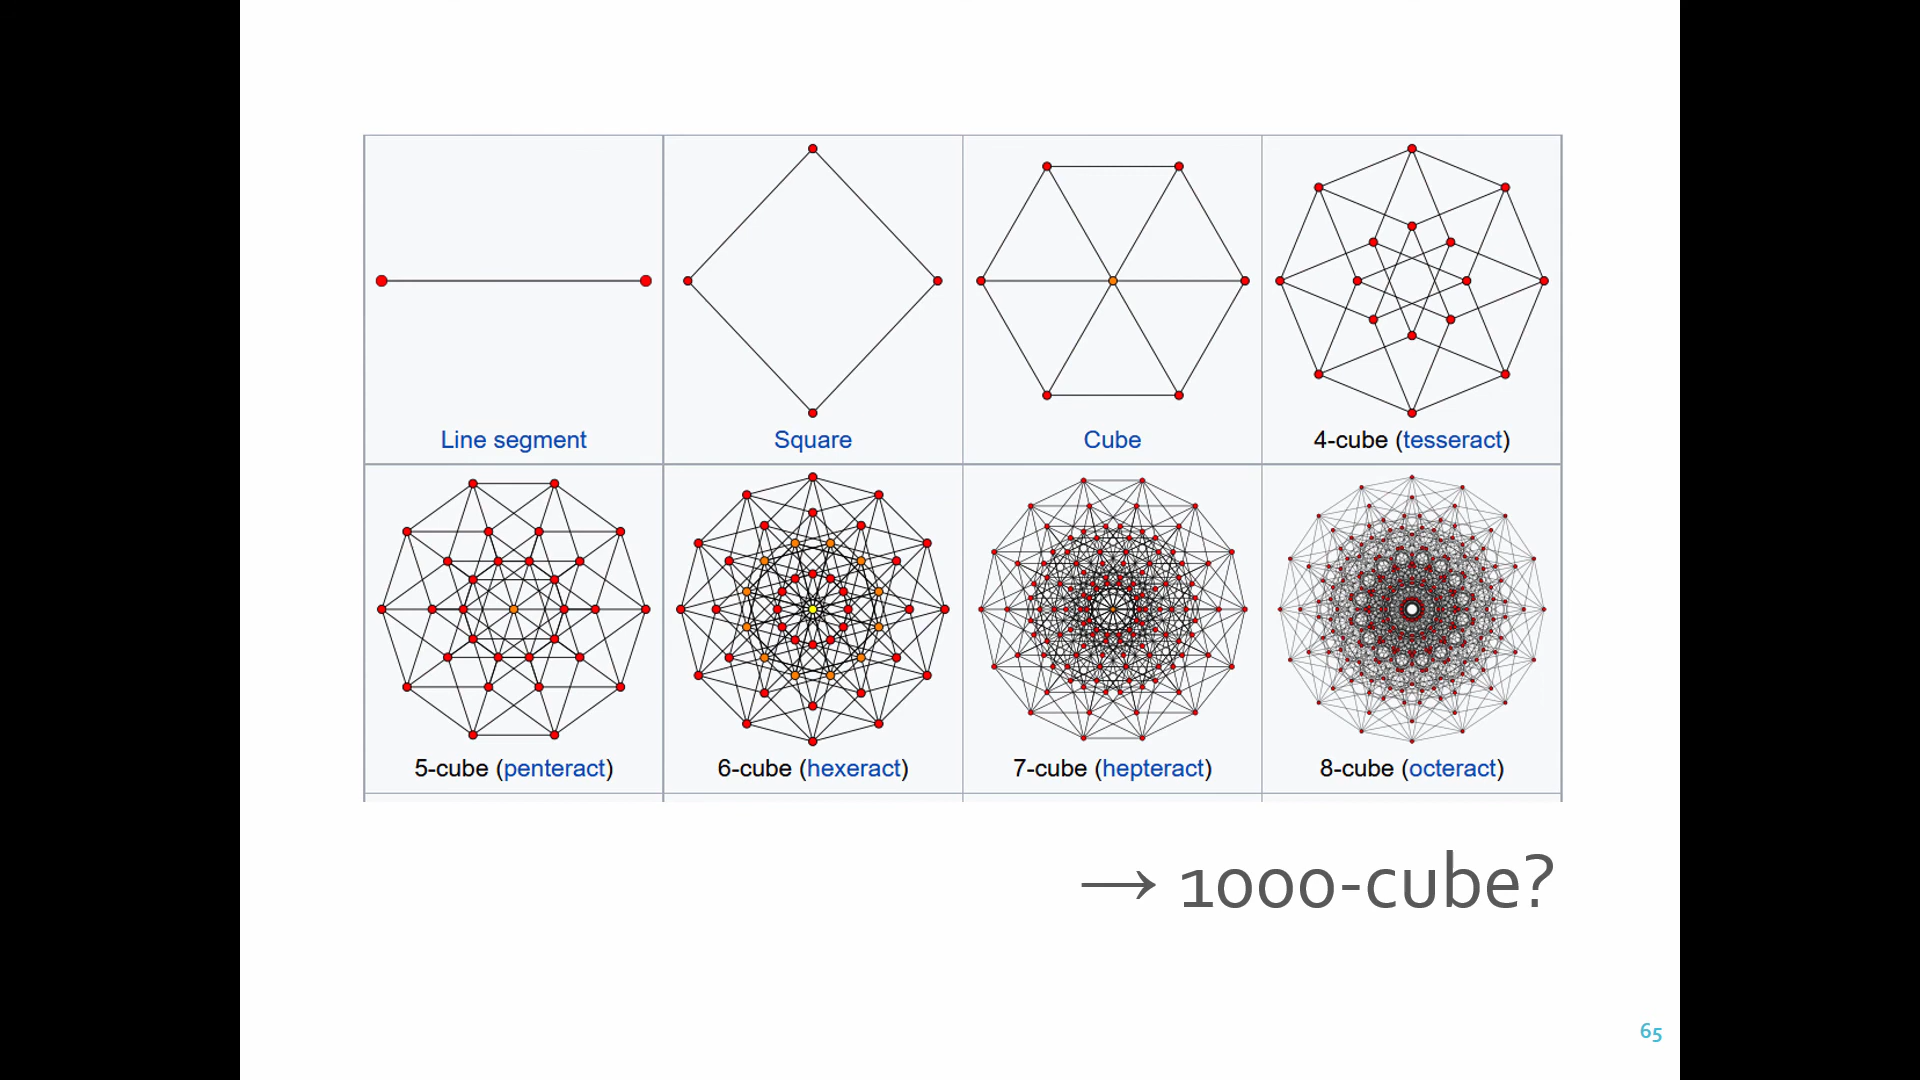 Line segment
Square
Cube
4-cube (tesseract)
5-cube (penteract)
6-cube (hexeract)
7-cube (hepteract)
8-cube (octeract)
→ 1000-cube?
65